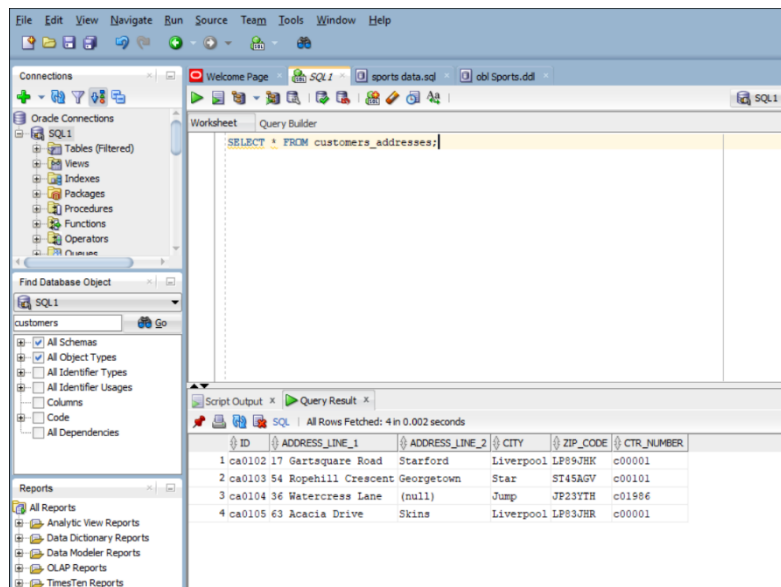 File Edit View Navigate Run Source Team Tools Window Help
Connections
Welcome Page SQL1 sports data.sql obl Sports.ddl
SQL1
Oracle Connections
SQL1
Tables (Filtered)
Views
Indexes
Packages
Procedures
Functions
Operators
Queues
Worksheet Query Builder
SELECT * FROM customers_addresses;
Find Database Object
SQL1
customers Go
All Schemas
All Object Types
All Identifier Types
All Identifier Usages
Columns
Code
All Dependencies
Script Output Query Result
SQL All Rows Fetched: 4 in 0.002 seconds
ID ADDRESS_LINE_1 ADDRESS_LINE_2 CITY ZIP_CODE CTR_NUMBER
1 ca0102 17 Gartsquare Road Starford Liverpool LP89JHK c00001
2 ca0103 54 Ropehill Crescent Georgetown Star ST45AGV c00101
3 ca0104 36 Watercress Lane (null) Jump JP23YTH c01986
4 ca0105 63 Acacia Drive Skins Liverpool LP83JHR c00001
Reports
All Reports
Analytic View Reports
Data Dictionary Reports
Data Modeler Reports
OLAP Reports
TimesTen Reports